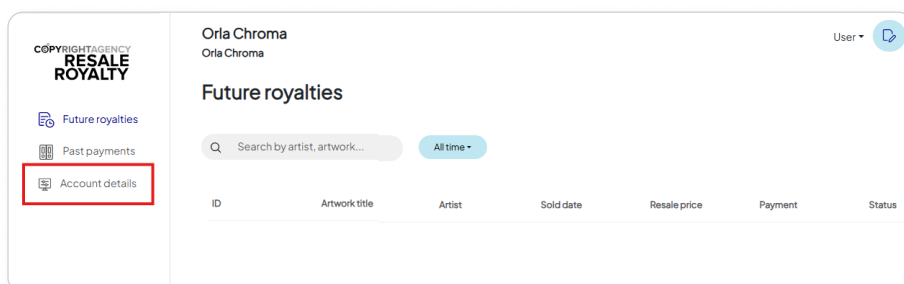 COPYRIGHTAGENCY
RESALE
ROYALTY
Future royalties
Past payments
Account details
Orla Chroma
Orla Chroma
User
Future royalties
Search by artist, artwork...
All time
ID Artwork title Artist Sold date Resale price Payment Status